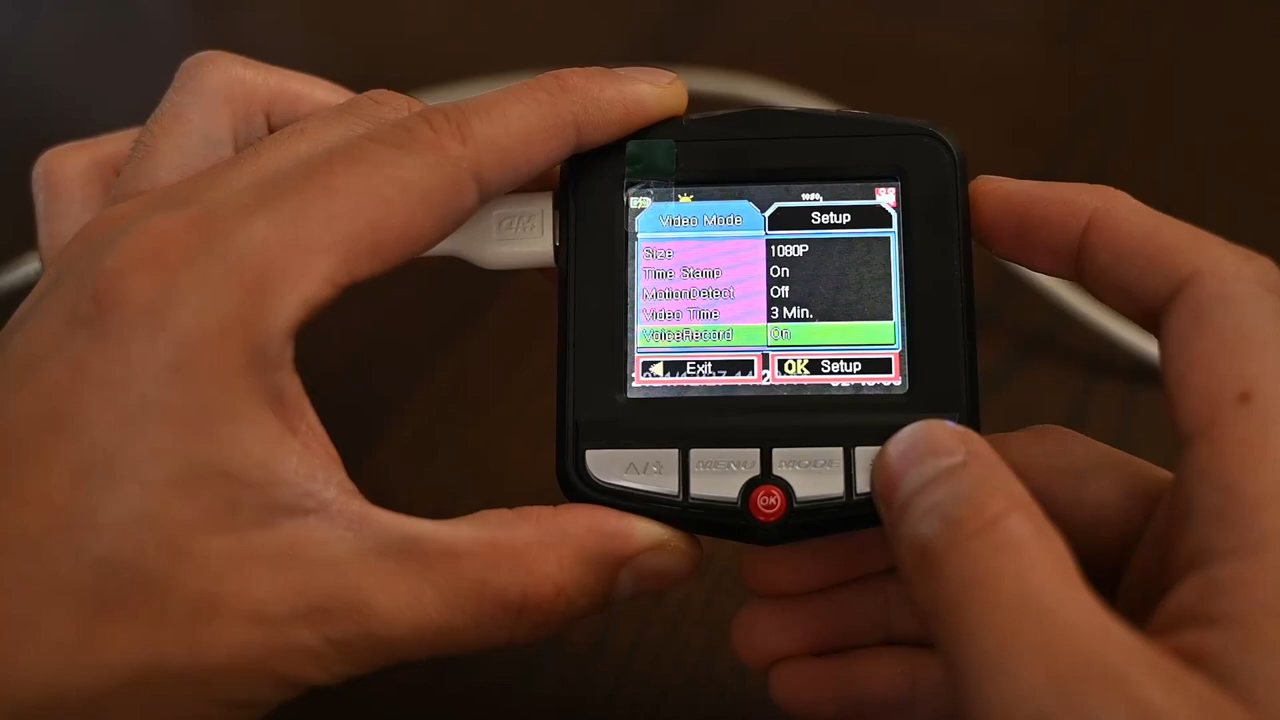 1080P
Video Mode Setup
Size 1080P
Time Stamp On
MotionDetect Off
Video Time 3 Min.
VoiceRecord On
Exit OK Setup
MENU MODE
OK